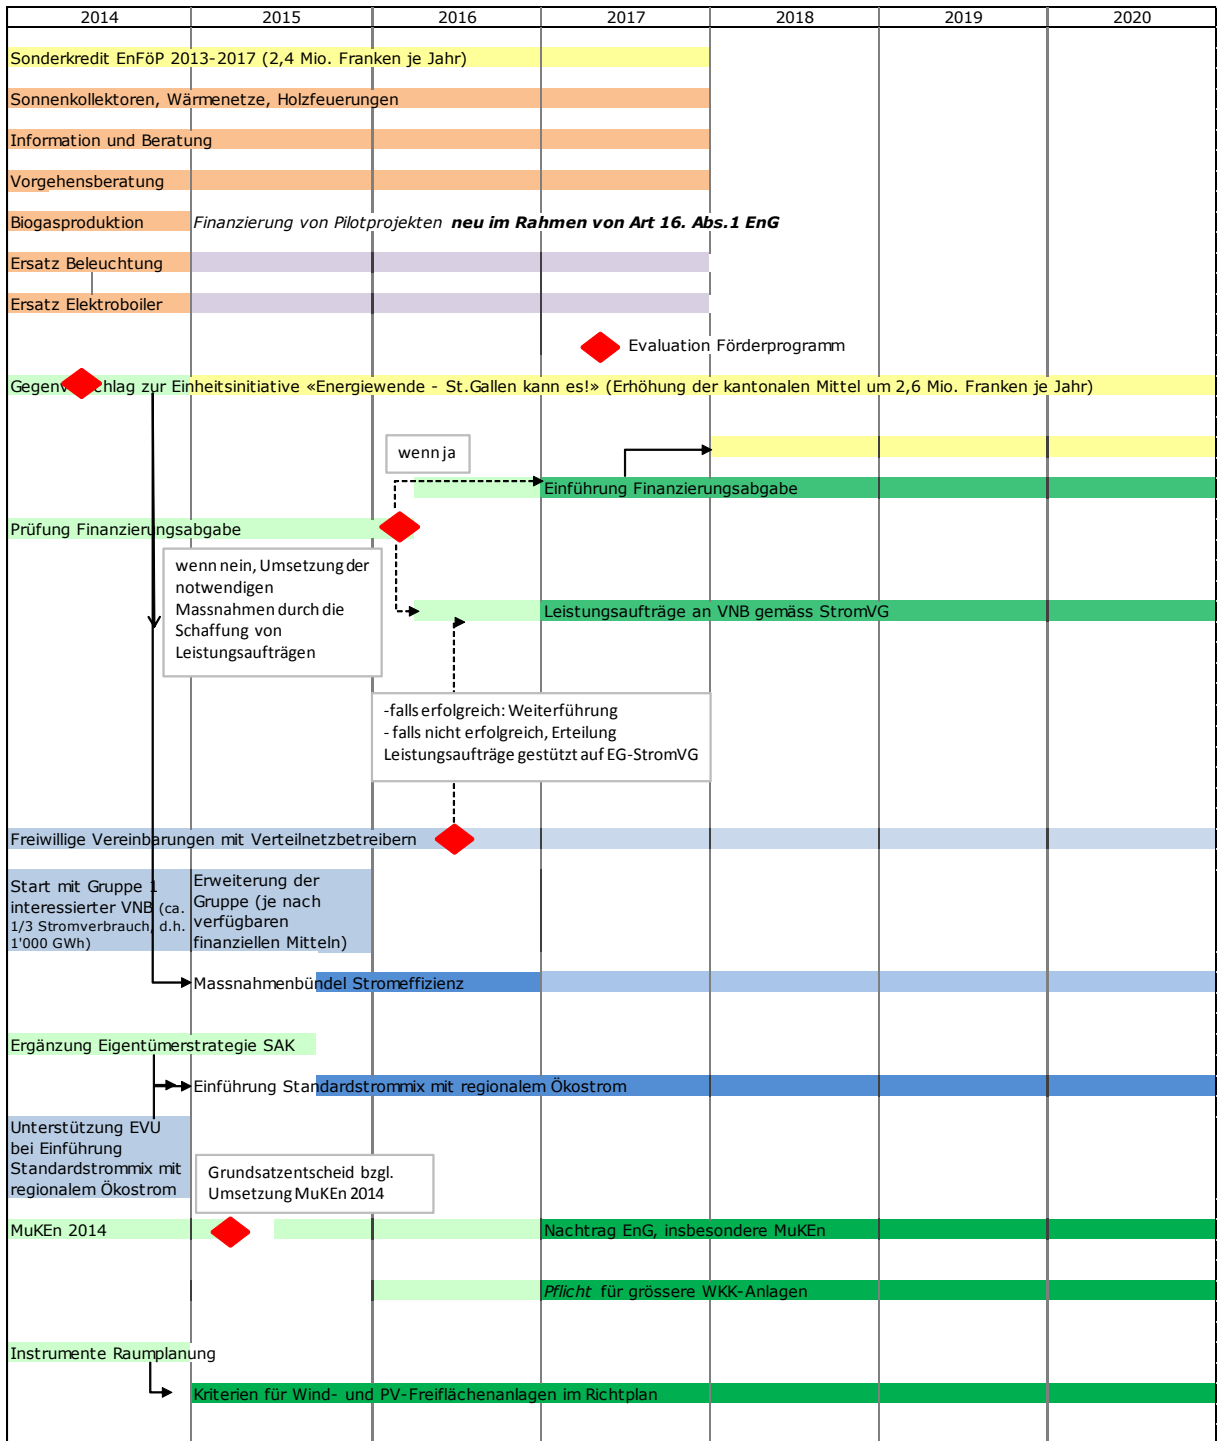 2014 2015 2016 2017 2018 2019 2020
Sonderkredit EnFöP 2013-2017 (2,4 Mio. Franken je Jahr)
Sonnenkollektoren, Wärmenetze, Holzfeuerungen
Information und Beratung
Vorgehensberatung
Biogasproduktion Finanzierung von Pilotprojekten neu im Rahmen von Art 16. Abs.1 EnG
Ersatz Beleuchtung
Ersatz Elektroboiler
Evaluation Förderprogramm
zur Einheitsinitiative «Energiewende - St.Gallen kann es!» (Erhöhung der kantonalen Mittel um 2,6 Mio. Franken je Jahr)
wenn ja
Einführung Finanzierungsabgabe
Prüfung Finanzierungsabgabe
wenn nein, Umsetzung der
notwendigen
Massnahmen durch die
Schaffung von
Leistungsaufträgen
Leistungsaufträge an VNB gemäss StromVG
-falls erfolgreich: Weiterführung
- falls nicht erfolgreich, Erteilung
Leistungsaufträge gestützt auf EG-StromVG
Freiwillige Vereinbarungen mit Verteilnetzbetreibern
Start mit Gruppe 1
interessierter VNB (ca.
1/3 Stromverbrauch, d.h.
1'000 GWh)
Erweiterung der
Gruppe (je nach
verfügbaren
finanziellen Mitteln)
Massnahmenbündel Stromeffizienz
Ergänzung Eigentümerstrategie SAK
Einführung Standardstrommix mit regionalem Ökostrom
Unterstützung EVU
bei Einführung
Standardstrommix mit
regionalem Ökostrom
Grundsatzentscheid bzgl.
Umsetzung MuKEn 2014
MuKEn 2014
Nachtrag EnG, insbesondere MuKEn
Pflicht für grössere WKK-Anlagen
Instrumente Raumplanung
Kriterien für Wind- und PV-Freiflächenanlagen im Richtplan